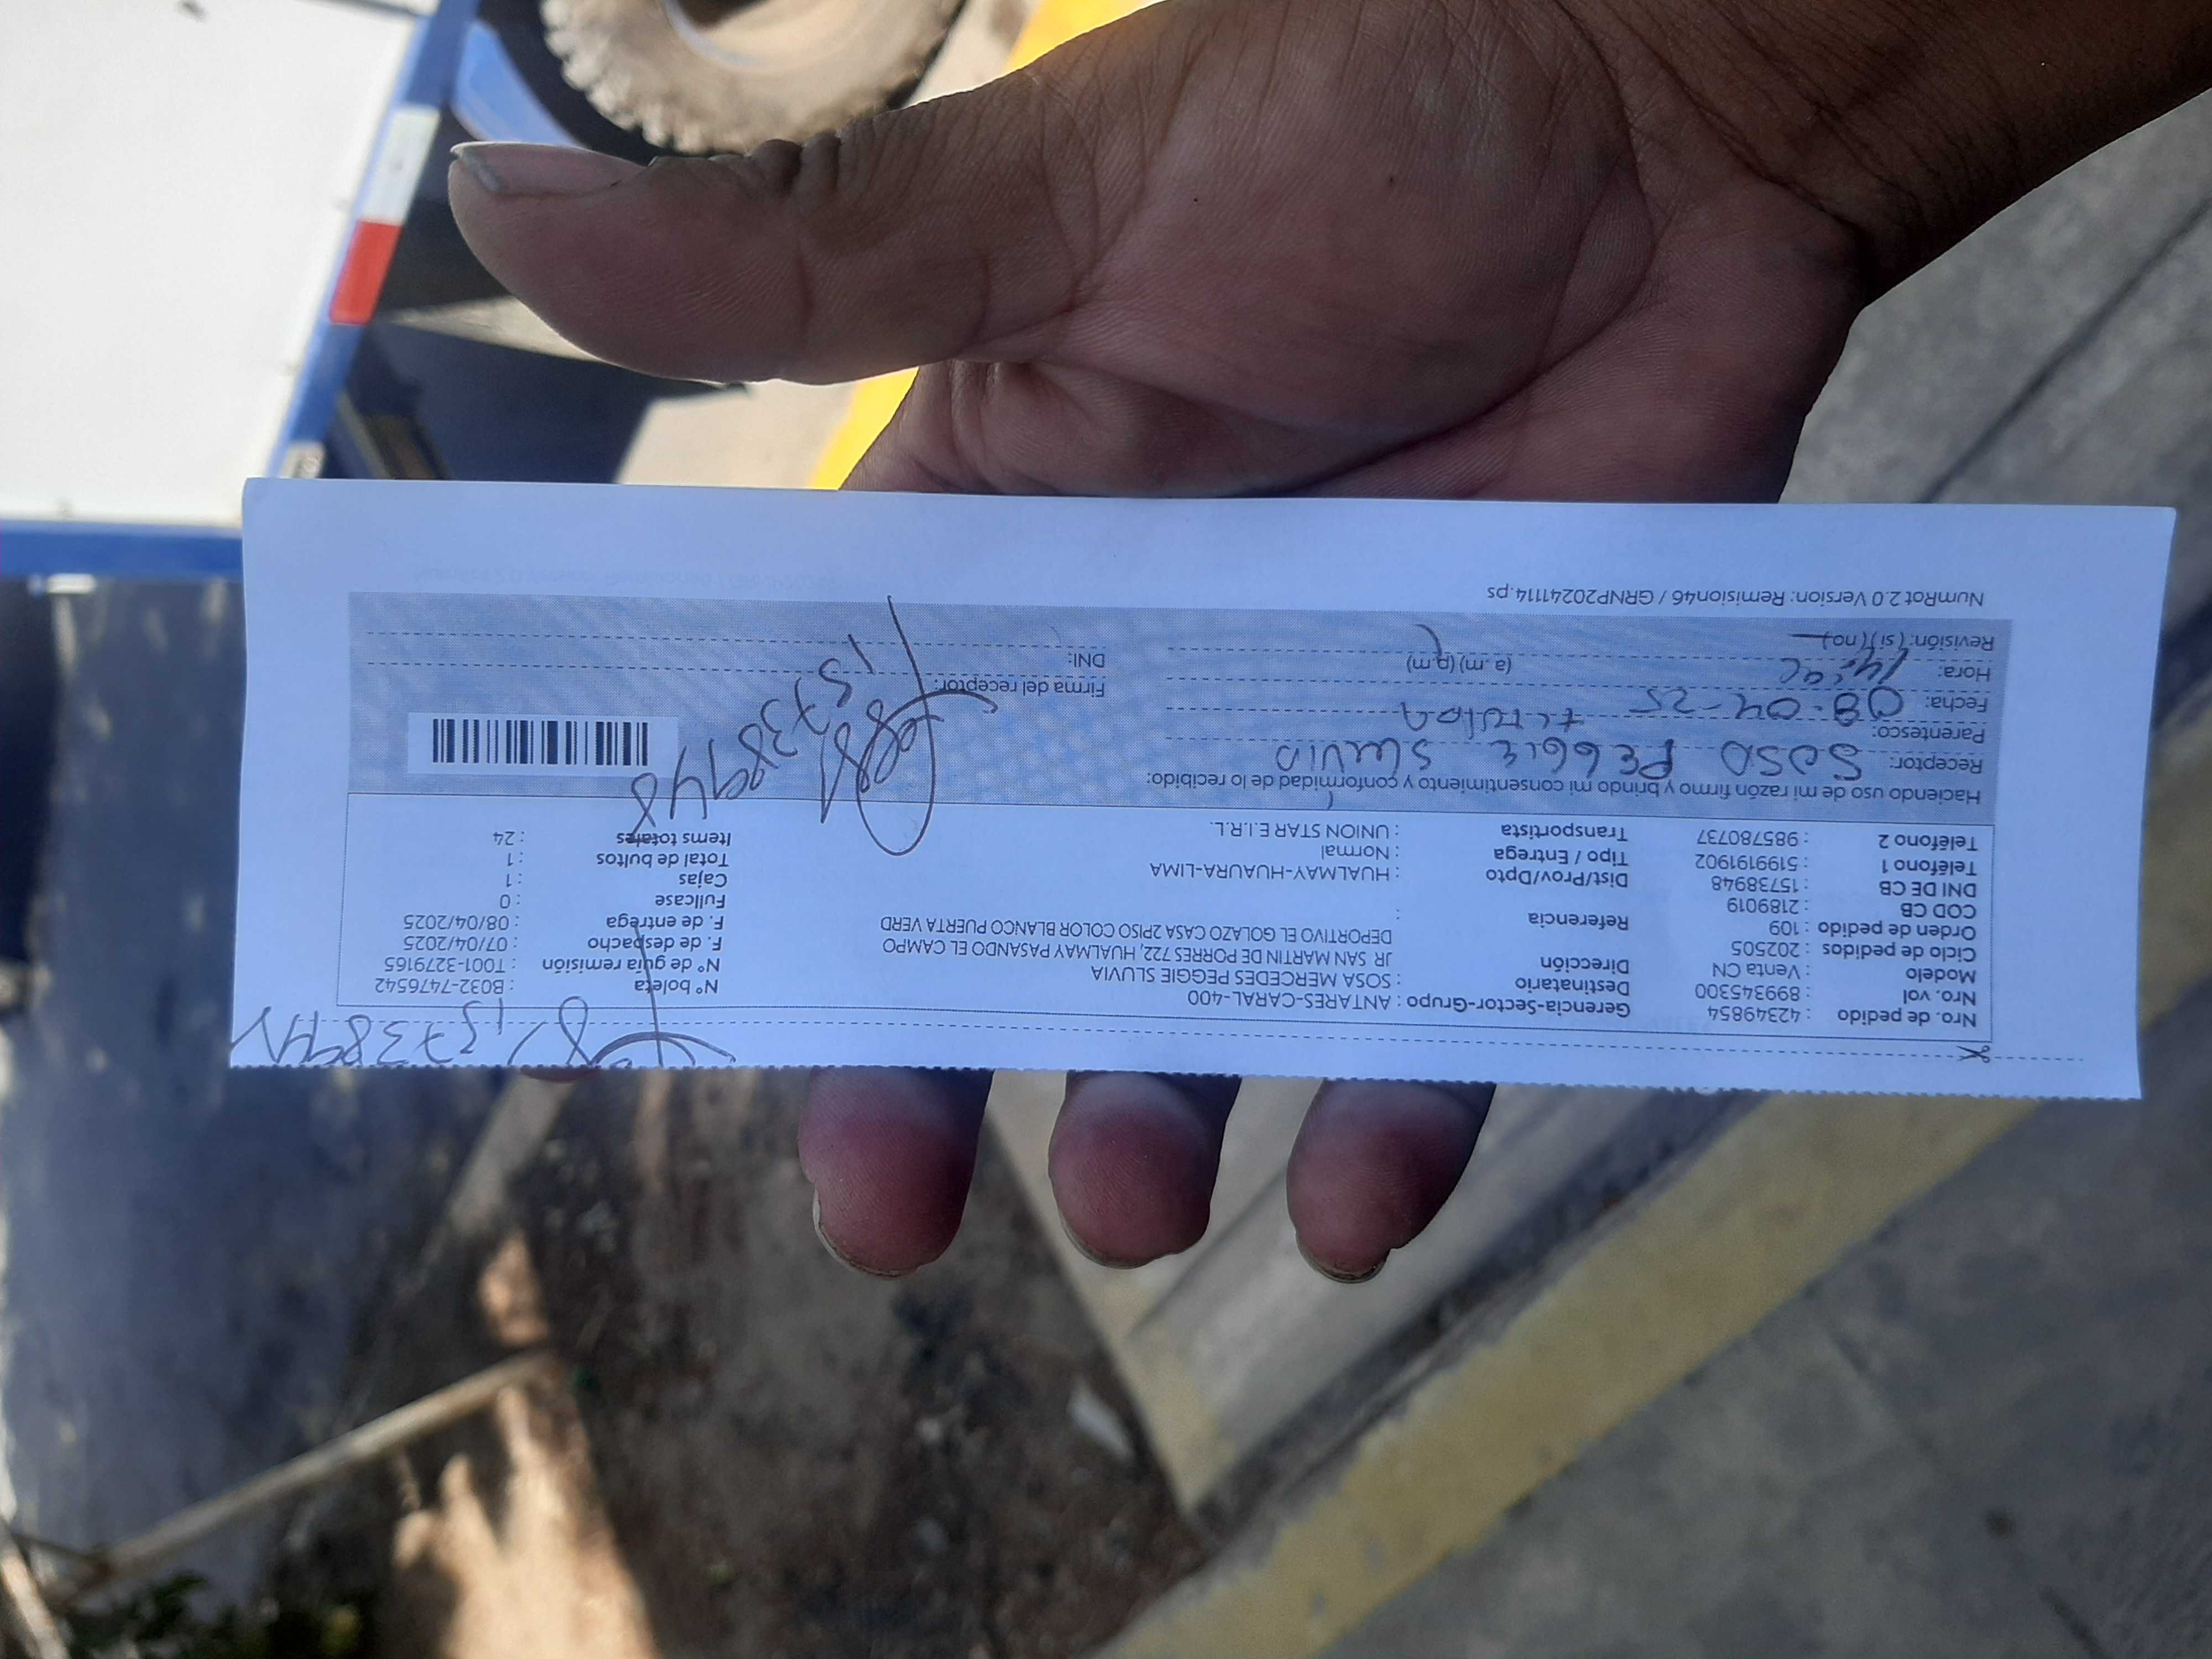 Nro. de pedido : 42349854 Gerencia-Sector-Grupo : ANTARES-CARAL-400 N° boleta : B032-7476542
Nro. vol : 899345300 Destinatario : SOSA MERCEDES PEGGIE SLUVIA N° de guía remisión : T001-3279165
Modelo : Venta CN Dirección JR SAN MARTIN DE PORRES 722, HUALMAY PASANDO EL CAMPO F. de despacho : 07/04/2025
Ciclo de pedidos : 202505 DEPORTIVO EL GOLAZO CASA 2PISO COLOR BLANCO PUERTA VERD F. de entrega : 08/04/2025
Orden de pedido : 109 Referencia : Fullcase : 0
COD CB : 2189019 Dist/Prov/Dpto HUALMAY-HUAURA-LIMA Cajas : 1
DNI DE CB : 15738948 Tipo / Entrega : Normal Total de bultos : 1
Teléfono 1 : 5199191902 Transportista : UNION STAR E.I.R.L. Items totales : 24
Teléfono 2 : 985780737
Haciendo uso de mi razón firmo y brindo mi consentimiento y conformidad de lo recibido:
Receptor: SOSA PEGGIE SLUVIA
Parentesco: titular
Fecha: 08-04-25 Firma del receptor:
Hora: (a .m) (p.m) DNI: 15738948
Revisión: (si) (no)
NumRot 2.0 Version: Remision46 / GRNP20241114.ps